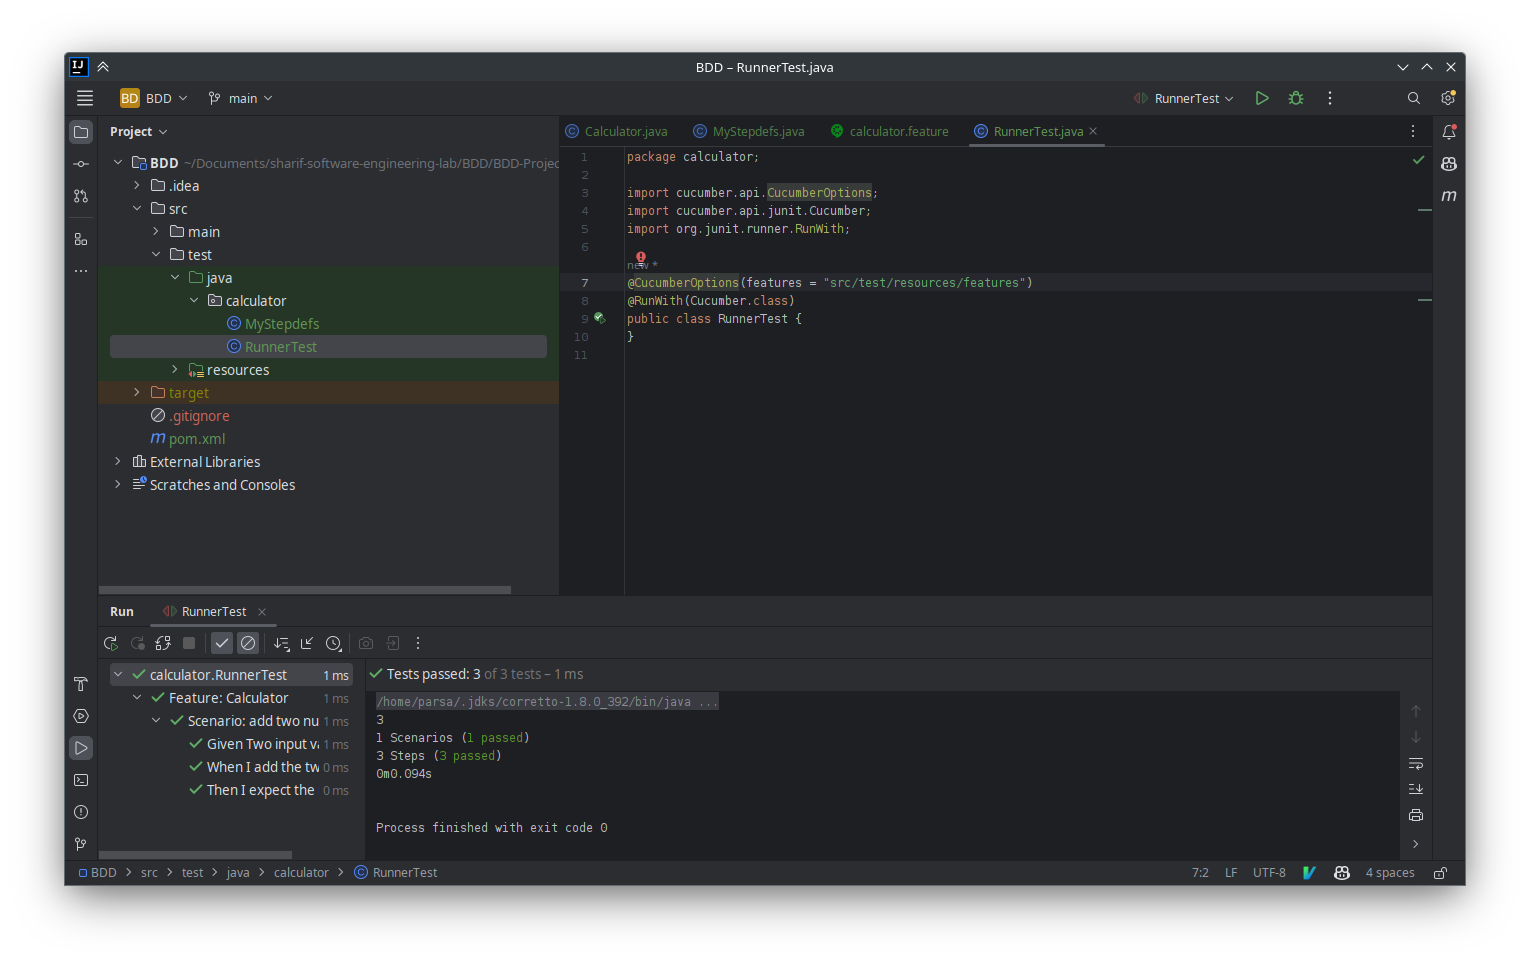 BDD – RunnerTest.java
BD BDD main RunnerTest
Project
BDD ~/Documents/sharif-software-engineering-lab/BDD/BDD-Projec
.idea
src
main
test
java
calculator
MyStepdefs
RunnerTest
resources
target
.gitignore
pom.xml
External Libraries
Scratches and Consoles
Calculator.java MyStepdefs.java calculator.feature RunnerTest.java
1 package calculator;
2
3 import cucumber.api.CucumberOptions;
4 import cucumber.api.junit.Cucumber;
5 import org.junit.runner.RunWith;
6
new *
7 @CucumberOptions(features = "src/test/resources/features")
8 @RunWith(Cucumber.class)
9 public class RunnerTest {
10 }
11
Run RunnerTest
calculator.RunnerTest 1 ms
Feature: Calculator 1 ms
Scenario: add two nu 1 ms
Given Two input va 1 ms
When I add the tw 0 ms
Then I expect the 0 ms
Tests passed: 3 of 3 tests – 1 ms
/home/parsa/.jdks/corretto-1.8.0_392/bin/java ...
3
1 Scenarios (1 passed)
3 Steps (3 passed)
0m0.094s
Process finished with exit code 0
BDD > src > test > java > calculator > RunnerTest
7:2 LF UTF-8 4 spaces